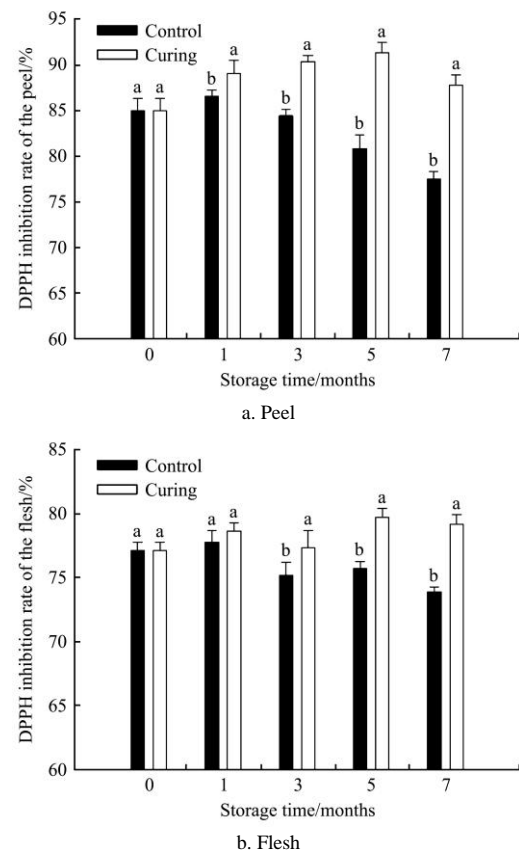 95
90
85
80
75
70
65
60
DPPH inhibition rate of the peel/%
Control
Curing
a a
b a
b a
b a
b a
0 1 3 5 7
Storage time/months
a. Peel
85
80
75
70
65
60
DPPH inhibition rate of the flesh/%
Control
Curing
a a
a a
b a
b a
b a
0 1 3 5 7
Storage time/months
b. Flesh